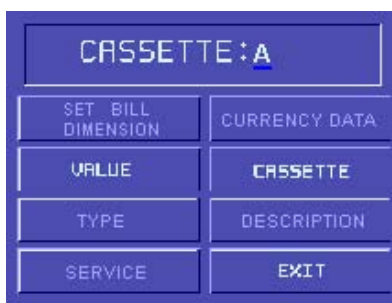 CASSETTE:A
SET BILL
DIMENSION
CURRENCY DATA
VALUE
CASSETTE
TYPE
DESCRIPTION
SERVICE
EXIT